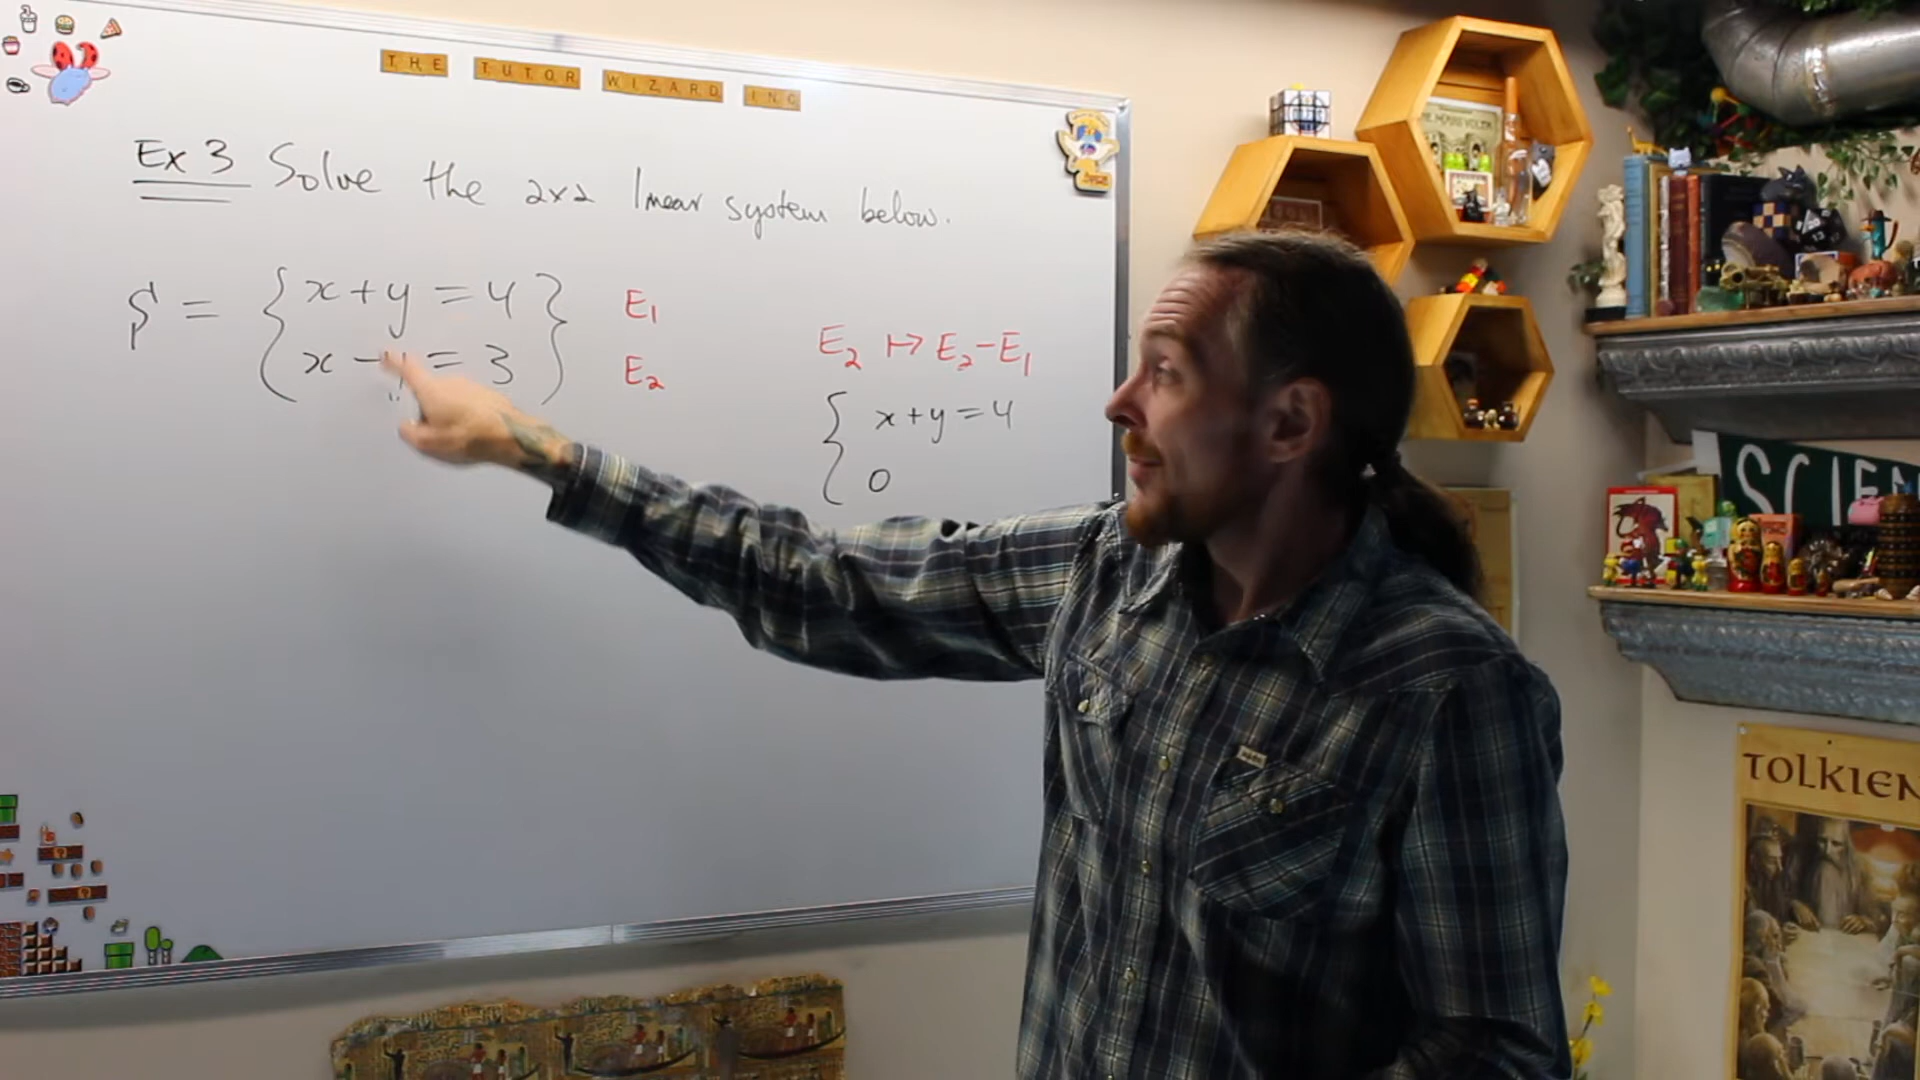 THE TUTOR WIZARD INC
Ex 3 Solve the 2x2 linear system below.
S = { x + y = 4 } E₁
{ x - y = 3 } E₂
E₂ ↦ E₂ - E₁
{ x + y = 4
0
SCIEN
TOLKIEN